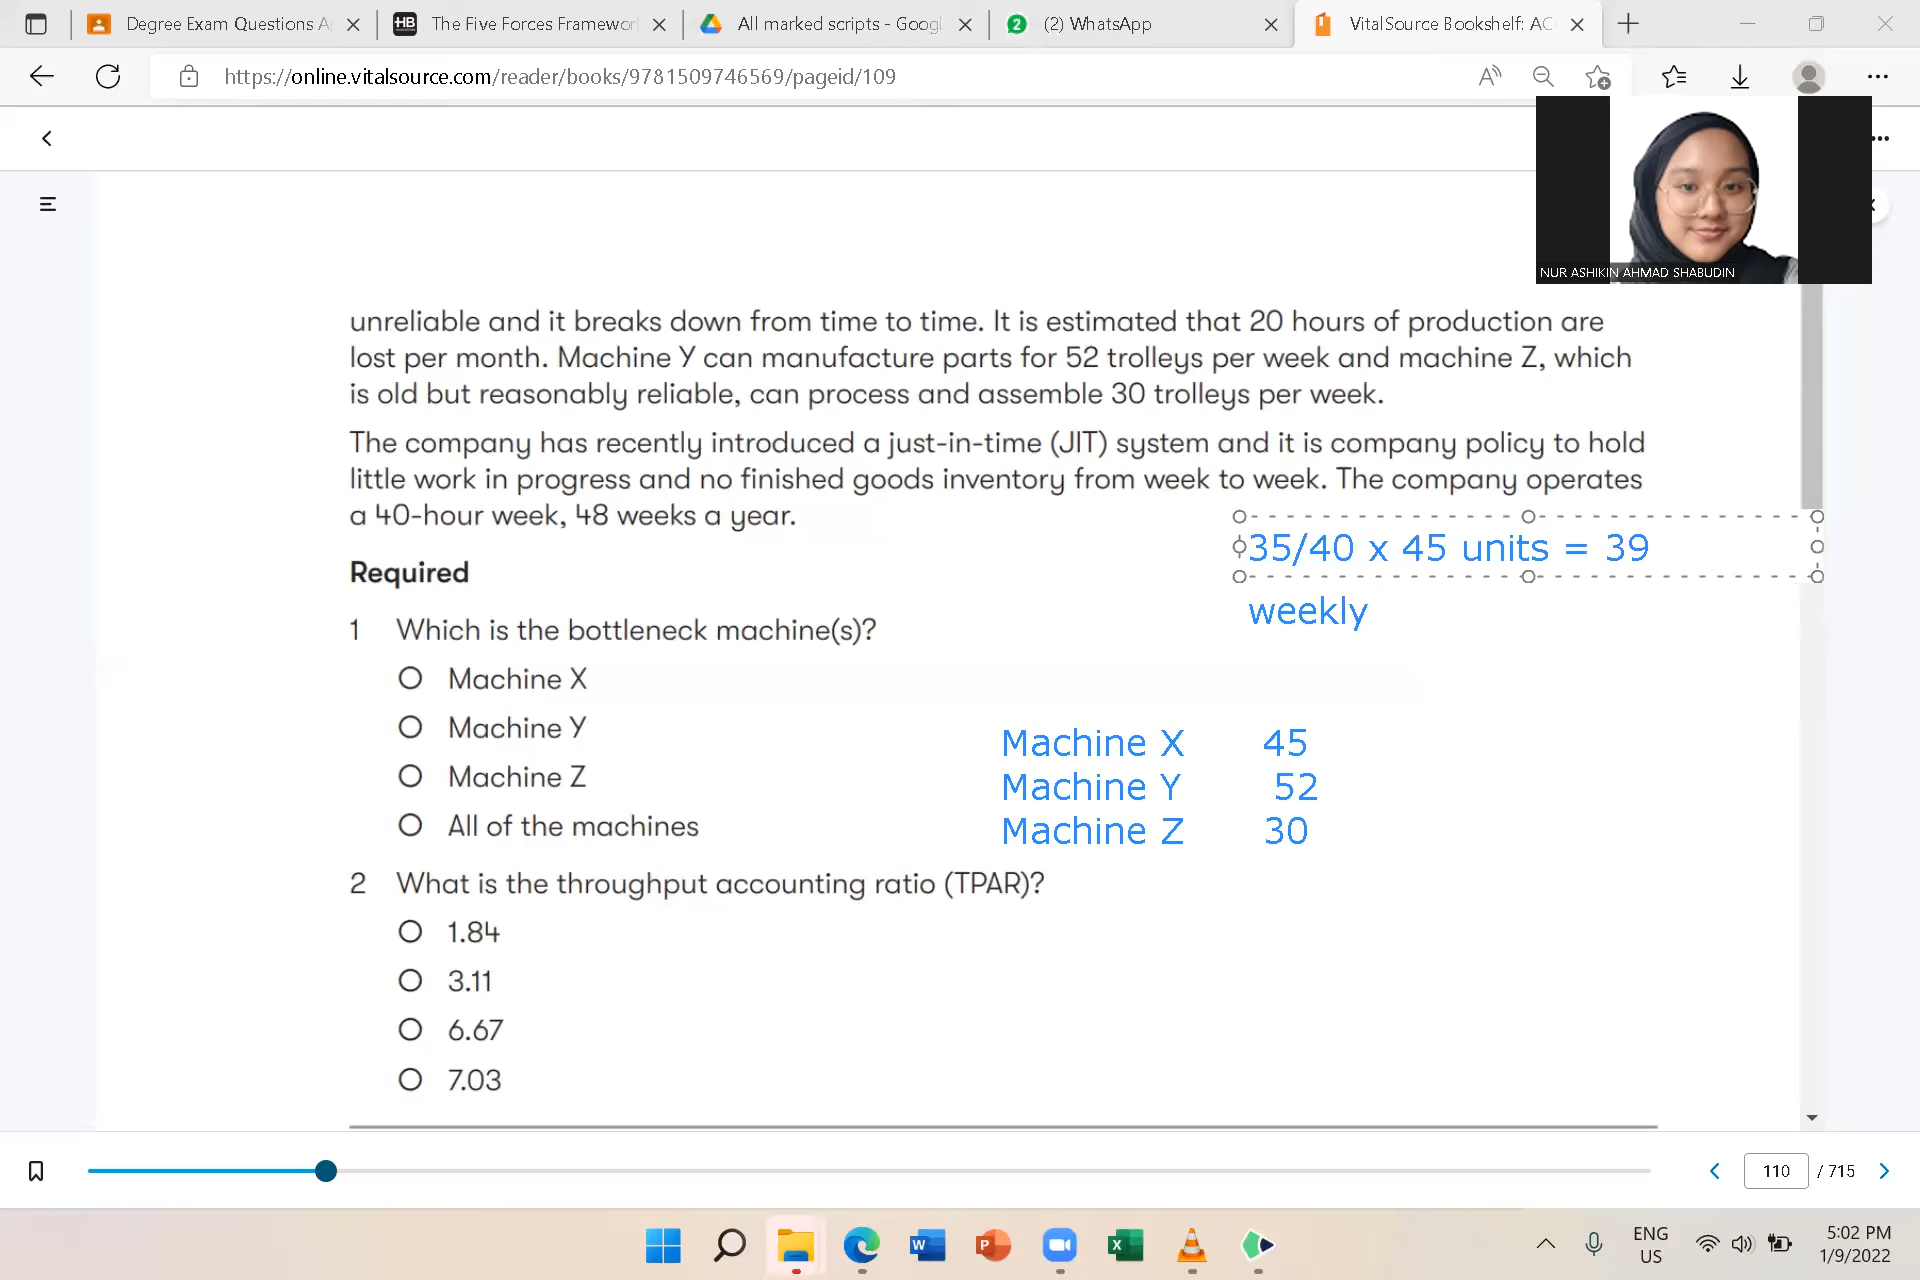 Degree Exam Questions A
HB
The Five Forces Framewor
All marked scripts - Googl
2
(2) WhatsApp
VitalSource Bookshelf: AC
https://online.vitalsource.com/reader/books/9781509746569/pageid/109
NUR ASHIKIN AHMAD SHABUDIN
unreliable and it breaks down from time to time. It is estimated that 20 hours of production are
lost per month. Machine Y can manufacture parts for 52 trolleys per week and machine Z, which
is old but reasonably reliable, can process and assemble 30 trolleys per week.
The company has recently introduced a just-in-time (JIT) system and it is company policy to hold
little work in progress and no finished goods inventory from week to week. The company operates
a 40-hour week, 48 weeks a year.
35/40 x 45 units = 39
weekly
Required
1 Which is the bottleneck machine(s)?
Machine X
Machine Y
Machine Z
All of the machines
Machine X 45
Machine Y 52
Machine Z 30
2 What is the throughput accounting ratio (TPAR)?
1.84
3.11
6.67
7.03
110 / 715
W
P
X
ENG
US
5:02 PM
1/9/2022